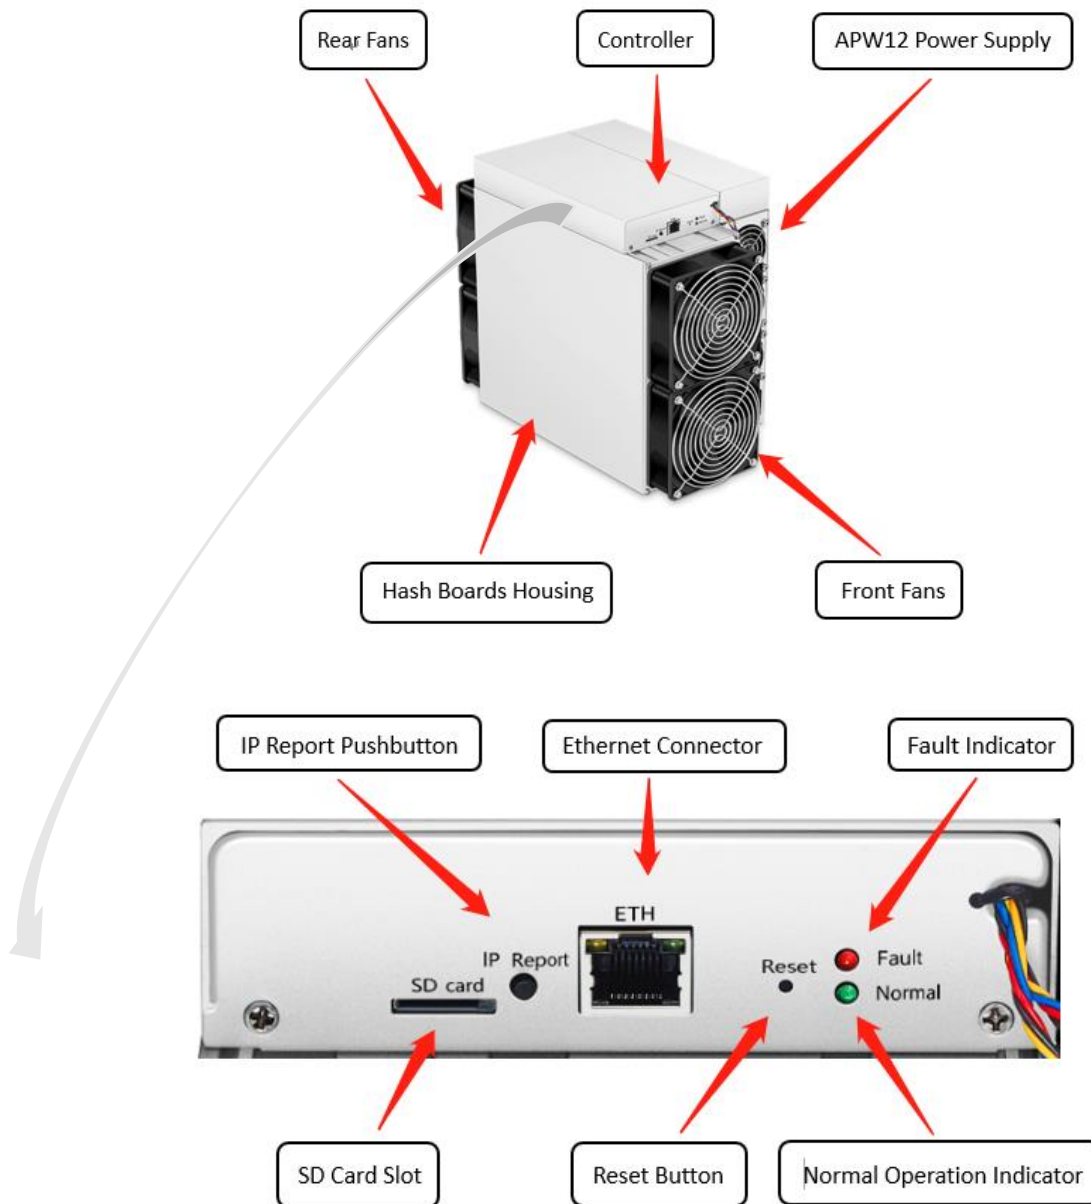 Rear Fans
Controller
APW12 Power Supply
Hash Boards Housing
Front Fans
IP Report Pushbutton
Ethernet Connector
Fault Indicator
ETH
IP Report
SD card
Reset
Fault
Normal
SD Card Slot
Reset Button
Normal Operation Indicator